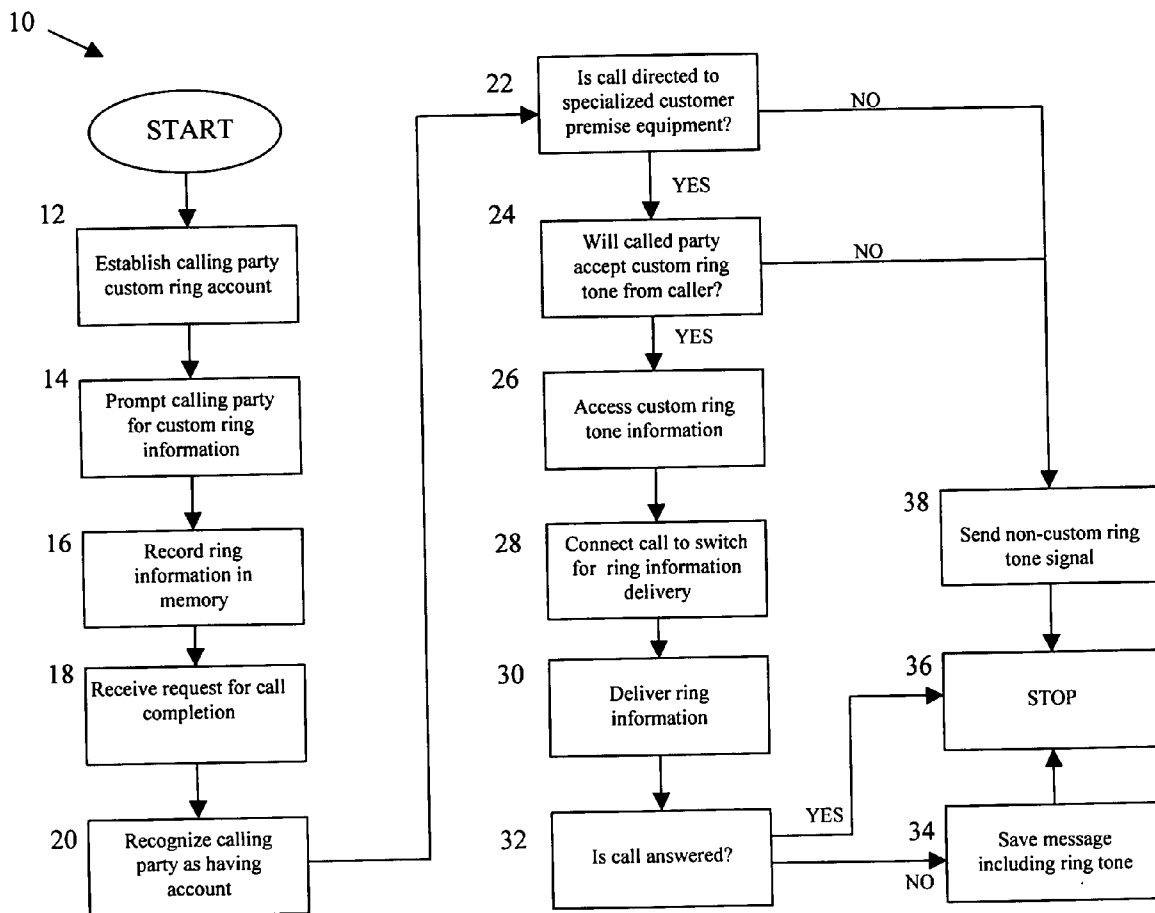 10
START
12
Establish calling party
custom ring account
14
Prompt calling party
for custom ring
information
16
Record ring
information in
memory
18
Receive request for call
completion
20
Recognize calling
party as having
account
22
Is call directed to
specialized customer
premise equipment?
NO
YES
24
Will called party
accept custom ring
tone from caller?
NO
YES
26
Access custom ring
tone information
28
Connect call to switch
for ring information
delivery
30
Deliver ring
information
32
Is call answered?
YES
NO
34
Save message
including ring tone
36
STOP
38
Send non-custom ring
tone signal